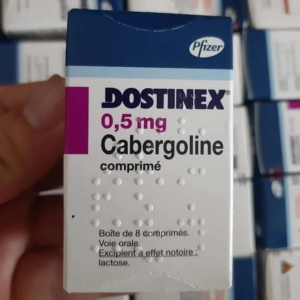 Pfizer
DOSTINEX®
0,5 mg
Cabergoline
comprimé
Boîte de 8 comprimés.
Voie orale.
Excipient à effet notoire :
lactose.